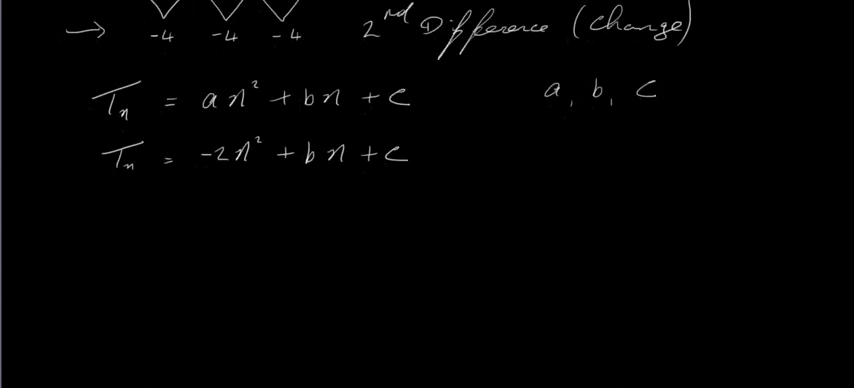 → -4 -4 -4 2nd Difference (Change)
Tn = an² + bn + c a, b, c
Tn = -2n² + bn + c